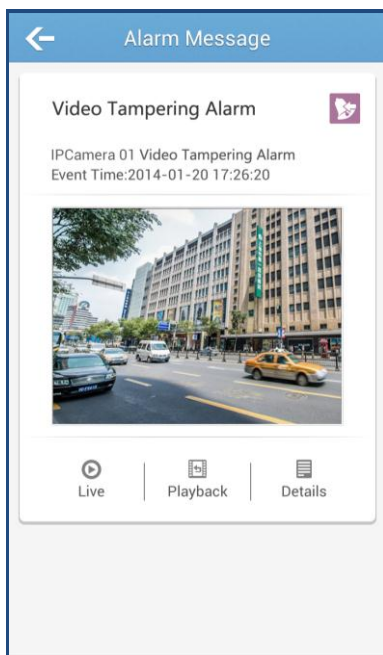 Alarm Message
Video Tampering Alarm
IPCamera 01 Video Tampering Alarm
Event Time:2014-01-20 17:26:20
Live
Playback
Details